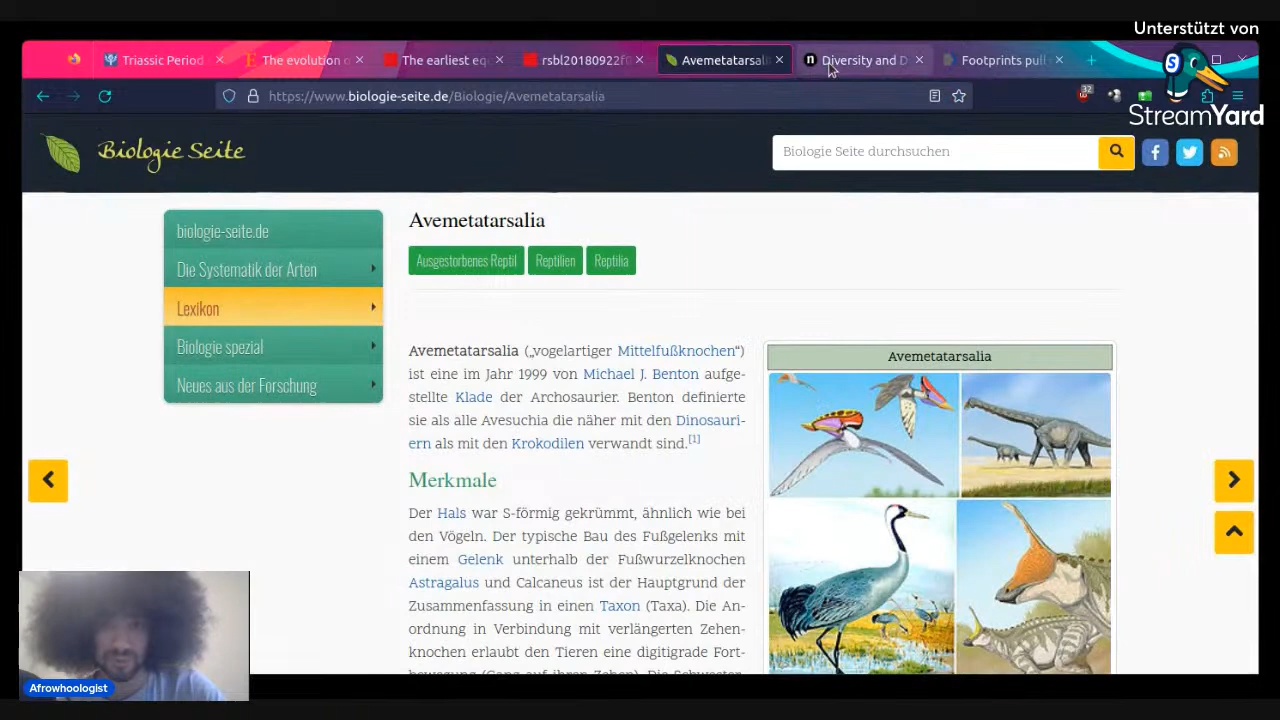 Unterstützt von
StreamYard
Triassic Period
The evolution o
The earliest eq
rsbl20180922f
Avemetatarsali
Diversity and D
Footprints pull
https://www.biologie-seite.de/Biologie/Avemetatarsalia
32
Biologie Seite
Biologie Seite durchsuchen
biologie-seite.de
Die Systematik der Arten
Lexikon
Biologie spezial
Neues aus der Forschung
Avemetatarsalia
Ausgestorbenes Reptil
Reptilien
Reptilia
Avemetatarsalia („vogelartiger Mittelfußknochen“)
ist eine im Jahr 1999 von Michael J. Benton aufge-
stellte Klade der Archosaurier. Benton definierte
sie als alle Avesuchia die näher mit den Dinosauri-
ern als mit den Krokodilen verwandt sind.[1]
Merkmale
Der Hals war S-förmig gekrümmt, ähnlich wie bei
den Vögeln. Der typische Bau des Fußgelenks mit
einem Gelenk unterhalb der Fußwurzelknochen
Astragalus und Calcaneus ist der Hauptgrund der
Zusammenfassung in einen Taxon (Taxa). Die An-
ordnung in Verbindung mit verlängerten Zehen-
knochen erlaubt den Tieren eine digitigrade Fort-
Avemetatarsalia
Afrowhoologist